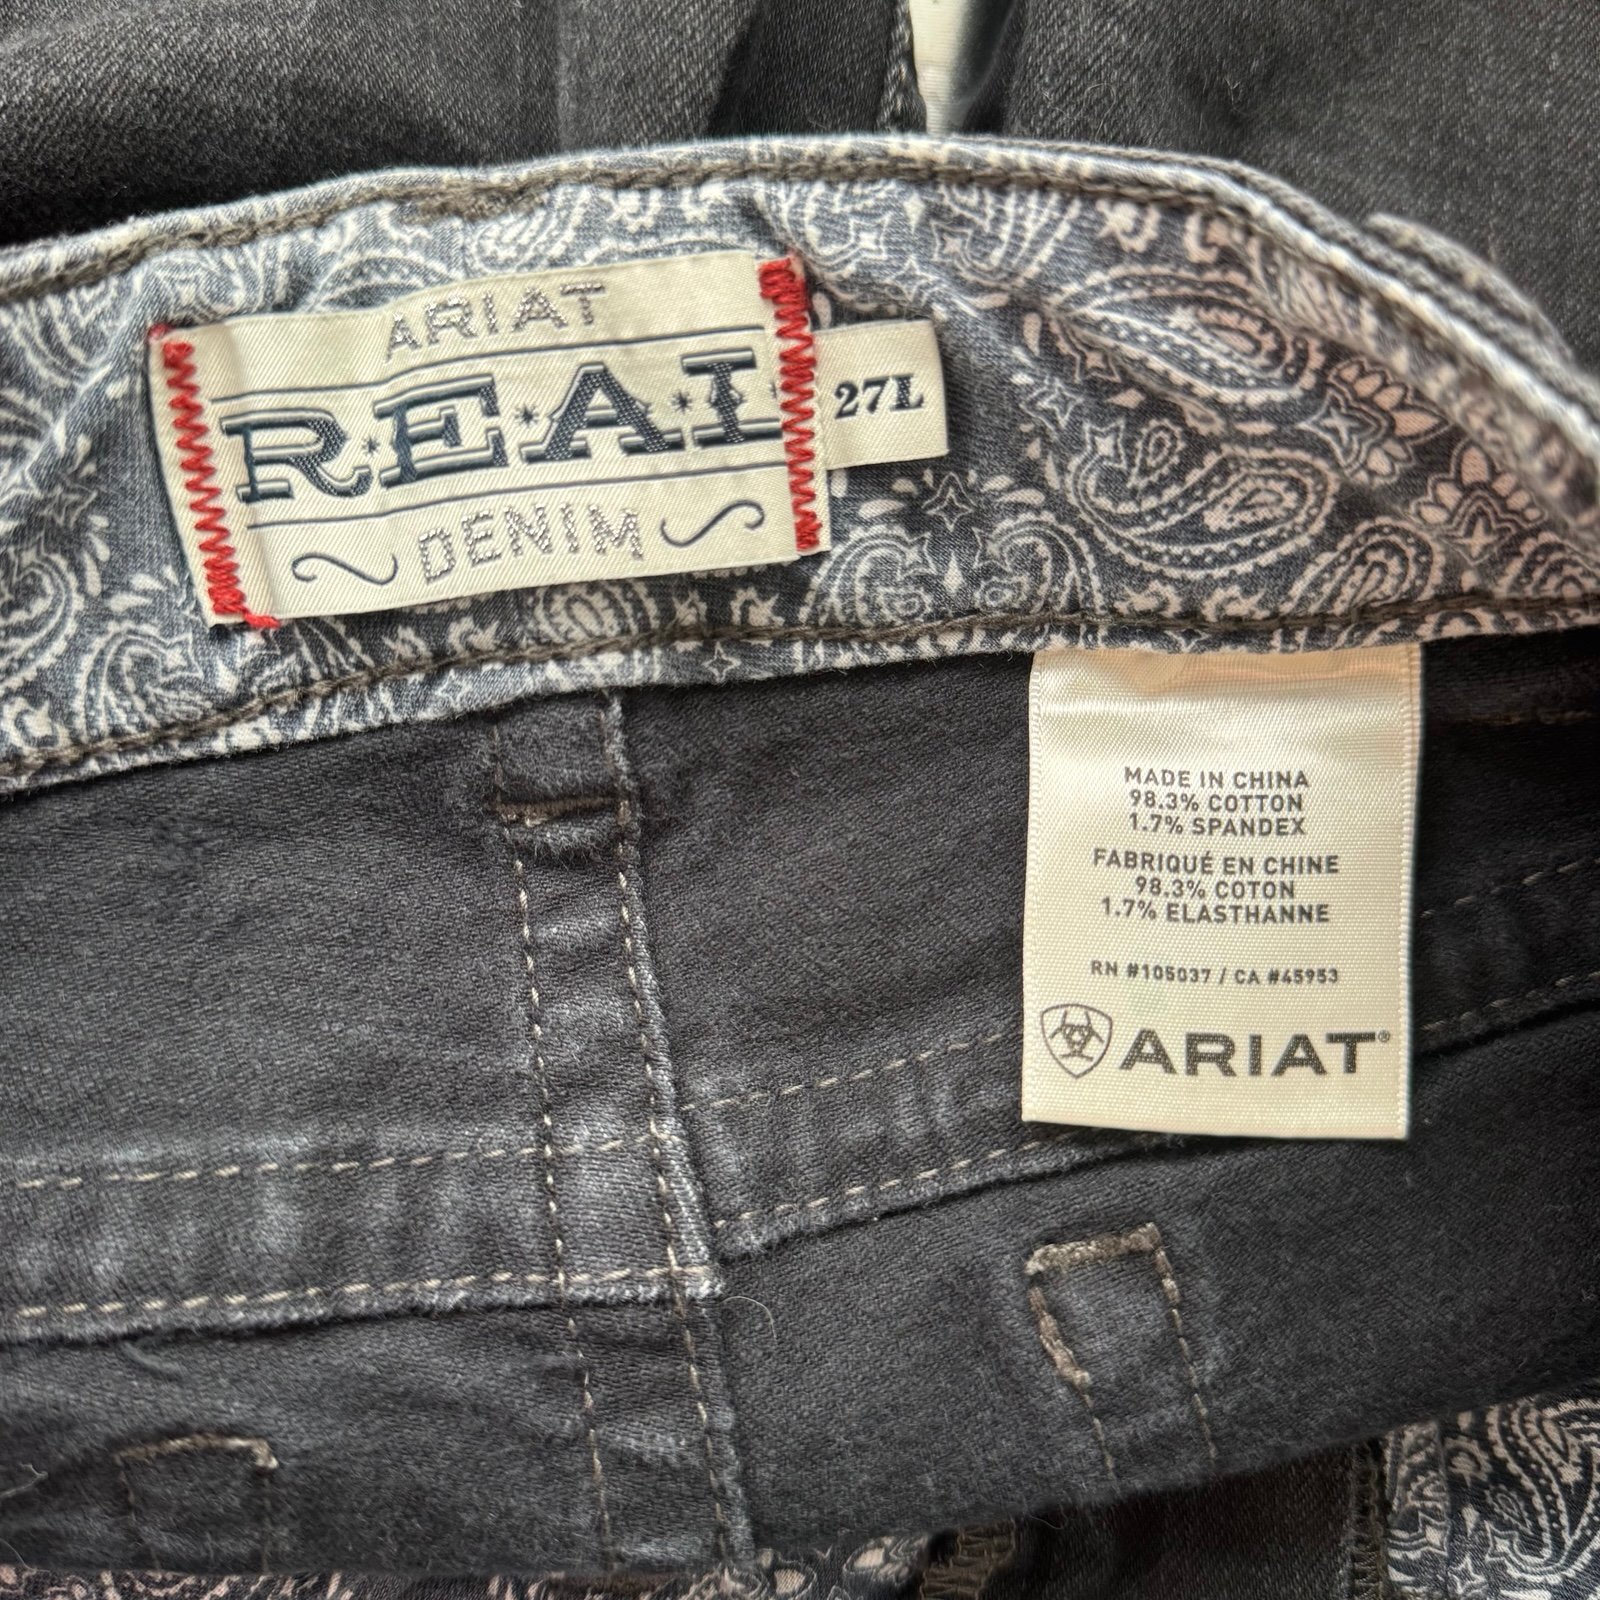 ARIAT
R·E·A·L
DENIM
27L
MADE IN CHINA
98.3% COTTON
1.7% SPANDEX
FABRIQUÉ EN CHINE
98.3% COTON
1.7% ELASTHANNE
RN #105037 / CA #45953
ARIAT®